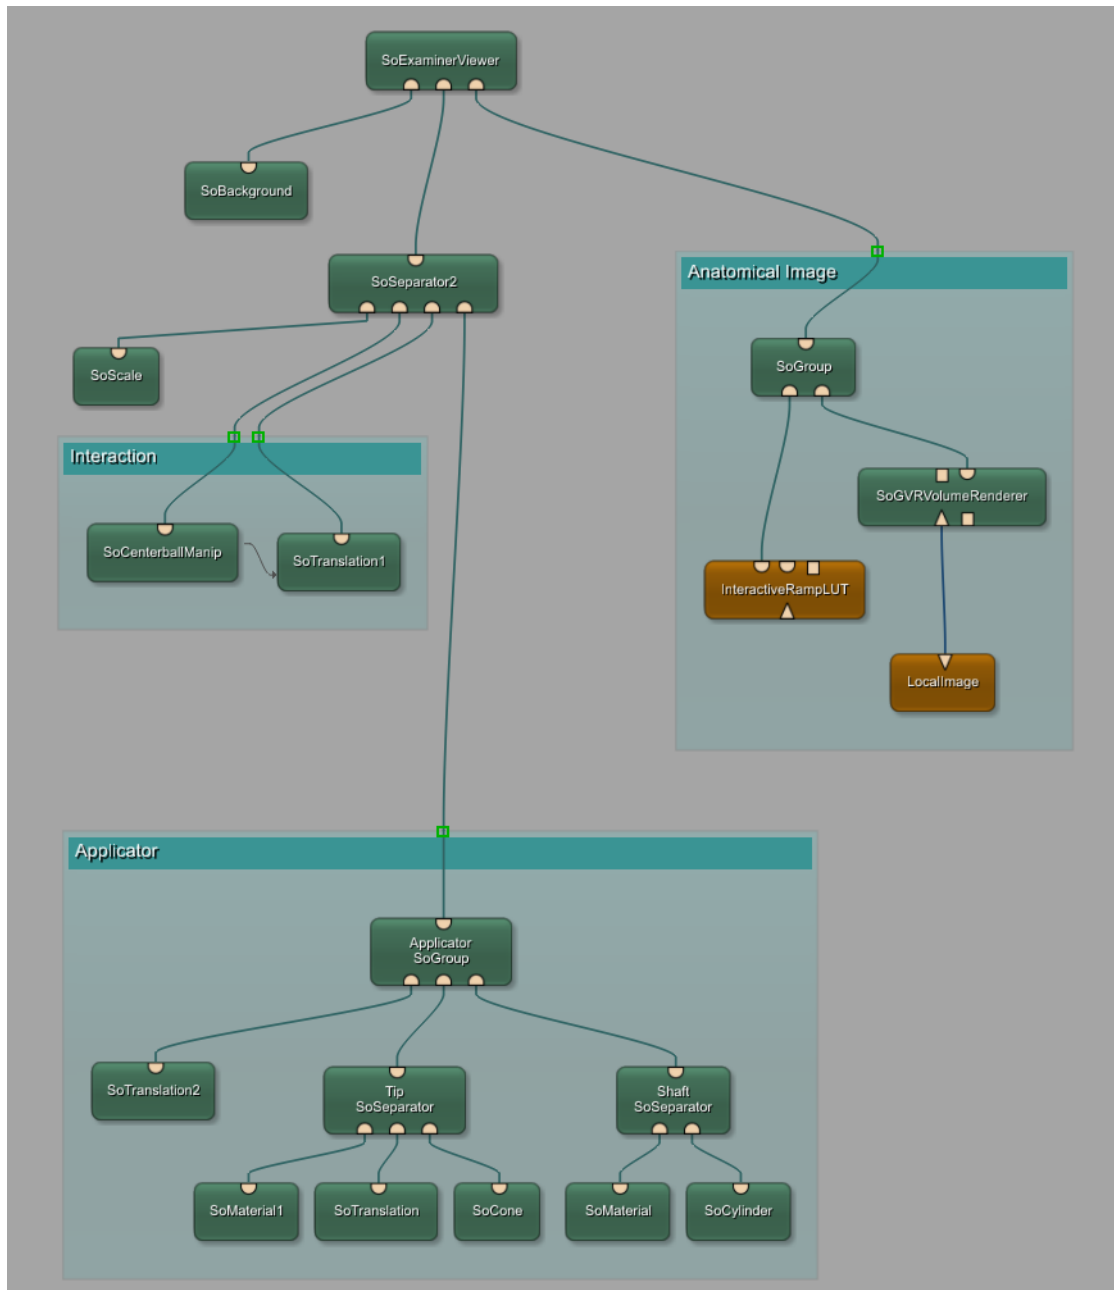 SoExaminerViewer
SoBackground
SoSeparator2
Anatomical Image
SoGroup
SoScale
Interaction
SoGVRVolumeRenderer
SoCenterballManip
SoTranslation1
InteractiveRampLUT
LocalImage
Applicator
Applicator
SoGroup
SoTranslation2
Tip
SoSeparator
Shaft
SoSeparator
SoMaterial1
SoTranslation
SoCone
SoMaterial
SoCylinder